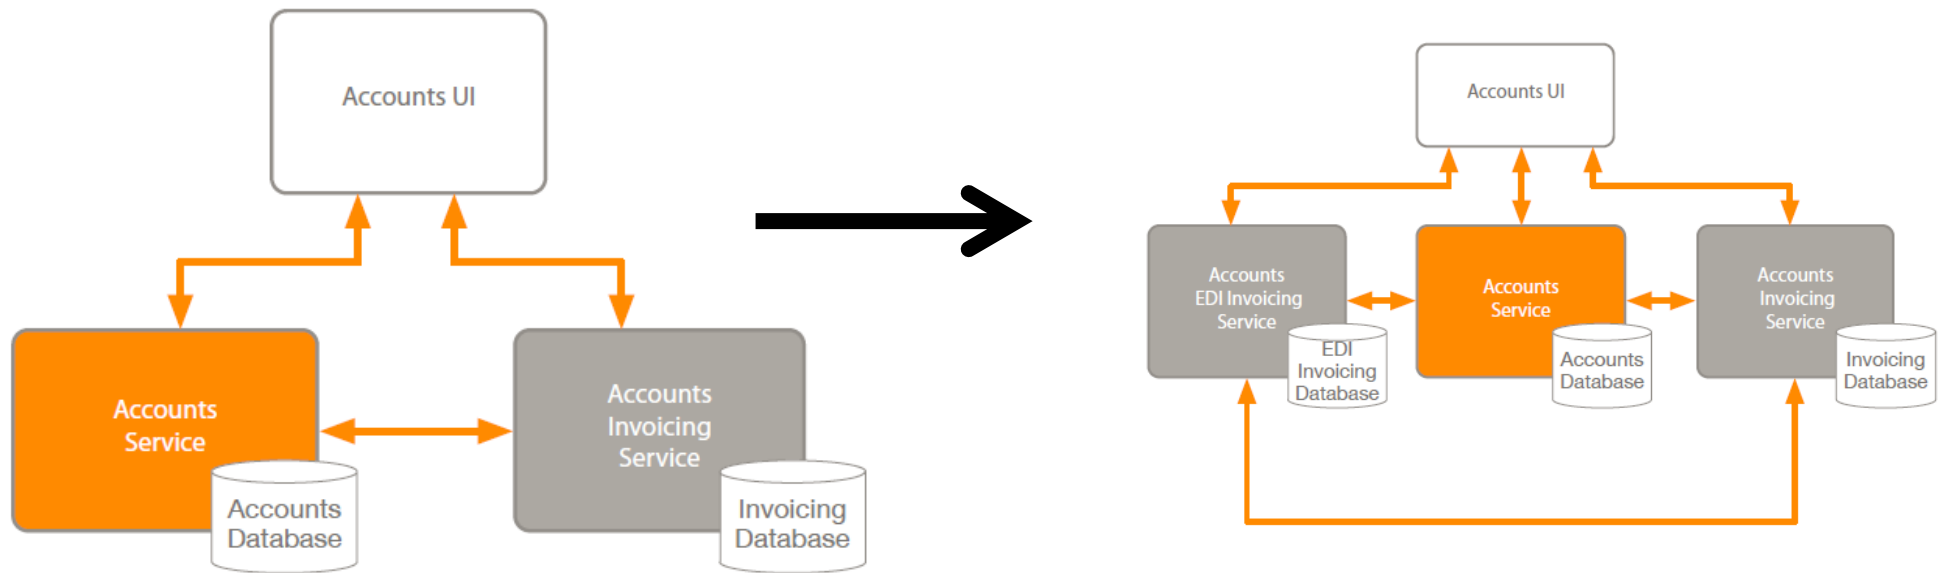 Accounts UI
Accounts
Service
Accounts
Database
Accounts
Invoicing
Service
Invoicing
Database
Accounts UI
Accounts
EDI Invoicing
Service
EDI
Invoicing
Database
Accounts
Service
Accounts
Database
Accounts
Invoicing
Service
Invoicing
Database